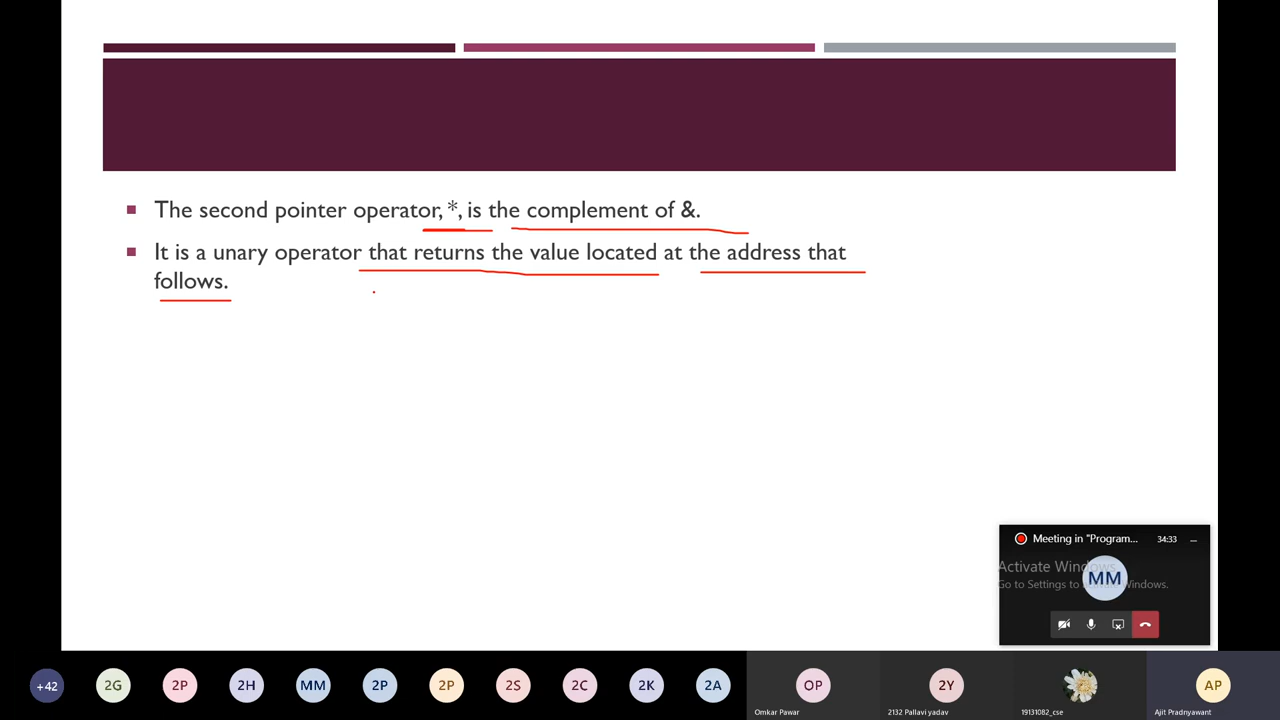 The second pointer operator, *, is the complement of &.
It is a unary operator that returns the value located at the address that
follows.
Meeting in "Program...
34:33
Activate Windows
Go to Settings to
Windows.
MM
+42
2G
2P
2H
MM
2P
2P
2S
2C
2K
2A
OP
2Y
AP
Omkar Pawar
2132 Pallavi yadav
19131082_cse
Ajit Pradnyawant